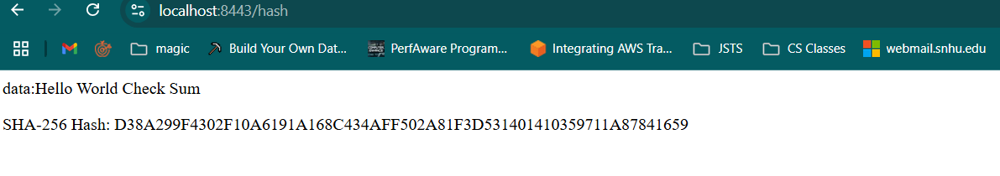 localhost:8443/hash
magic Build Your Own Dat... PerfAware Program... Integrating AWS Tra... JSTS CS Classes webmail.snhu.edu
data:Hello World Check Sum
SHA-256 Hash: D38A299F4302F10A6191A168C434AFF502A81F3D531401410359711A87841659